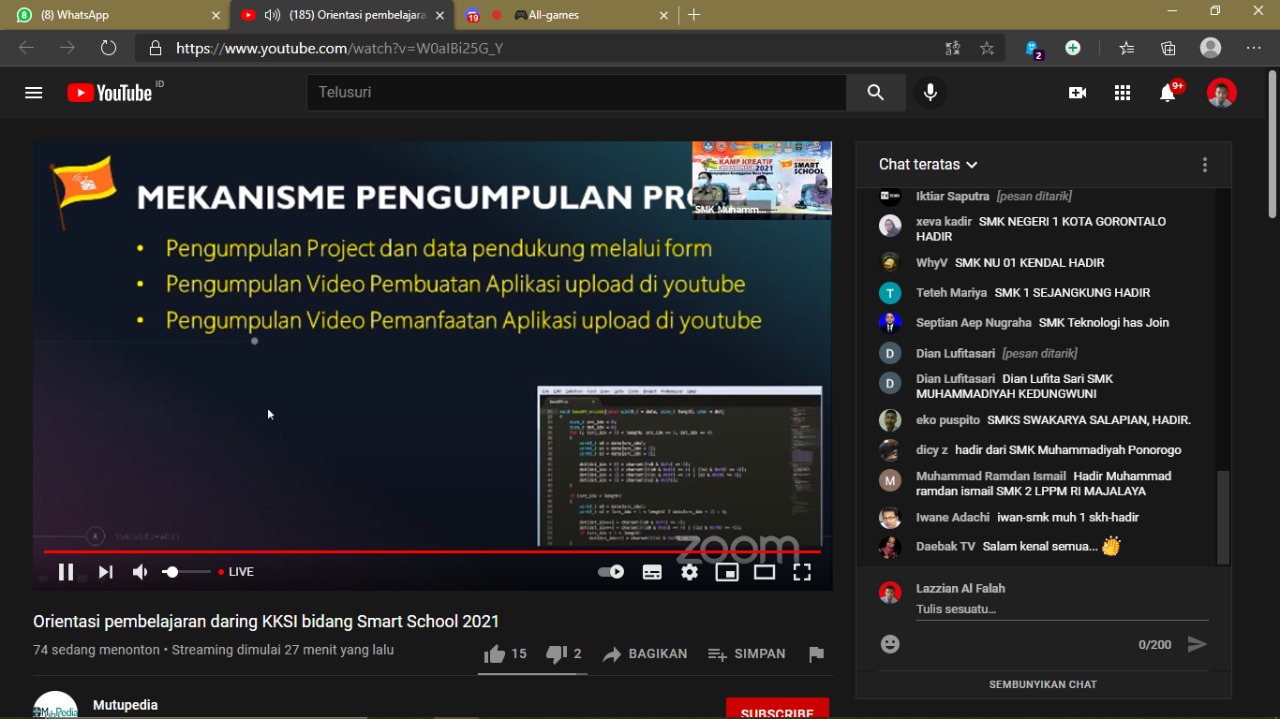 (8) WhatsApp
(185) Orientasi pembelajara
19
All-games
https://www.youtube.com/watch?v=W0aIBi25G_Y
2
YouTube ID
Telusuri
9+
MEKANISME PENGUMPULAN PR
KAMP KREATIF
2021
SMART SCHOOL
SMK Muhamm...
• Pengumpulan Project dan data pendukung melalui form
• Pengumpulan Video Pembuatan Aplikasi upload di youtube
• Pengumpulan Video Pemanfaatan Aplikasi upload di youtube
zoom
LIVE
Orientasi pembelajaran daring KKSI bidang Smart School 2021
74 sedang menonton • Streaming dimulai 27 menit yang lalu
15
2
BAGIKAN
SIMPAN
Mutupedia
SUBSCRIBE
Chat teratas
Iktiar Saputra [pesan ditarik]
xeva kadir SMK NEGERI 1 KOTA GORONTALO
HADIR
WhyV SMK NU 01 KENDAL HADIR
T Teteh Mariya SMK 1 SEJANGKUNG HADIR
Septian Aep Nugraha SMK Teknologi has Join
D Dian Lufitasari [pesan ditarik]
D Dian Lufitasari Dian Lufita Sari SMK
MUHAMMADIYAH KEDUNGWUNI
eko puspito SMKS SWAKARYA SALAPIAN, HADIR.
dicy z hadir dari SMK Muhammadiyah Ponorogo
M Muhammad Ramdan Ismail Hadir Muhammad
ramdan ismail SMK 2 LPPM RI MAJALAYA
Iwane Adachi iwan-smk muh 1 skh-hadir
Daebak TV Salam kenal semua... 👏
Lazzian Al Falah
Tulis sesuatu...
0/200
SEMBUNYIKAN CHAT